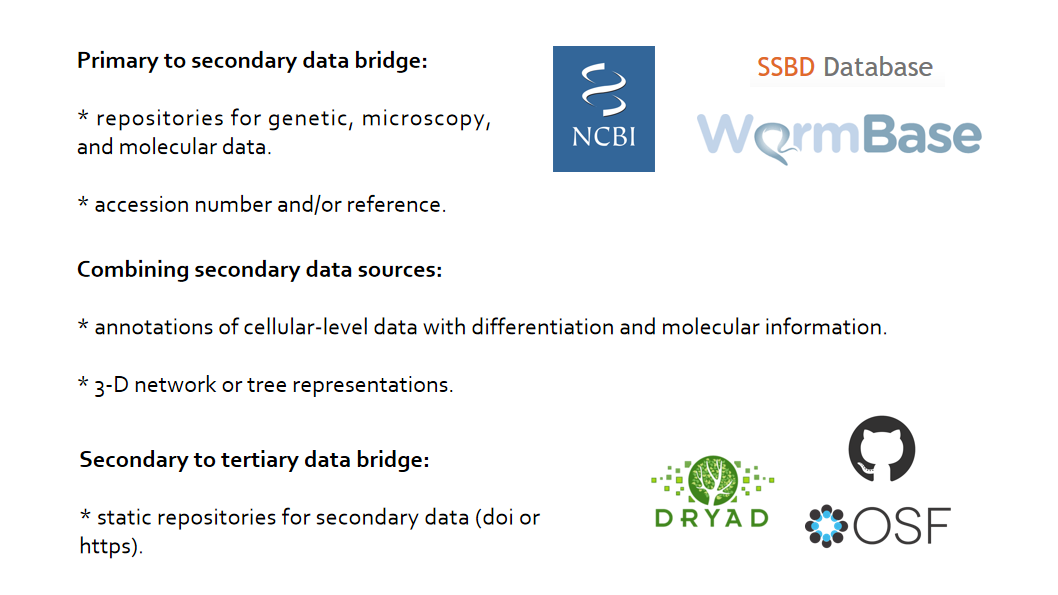 Primary to secondary data bridge:
* repositories for genetic, microscopy,
and molecular data.
* accession number and/or reference.
NCBI
SSBD Database
WormBase
Combining secondary data sources:
* annotations of cellular-level data with differentiation and molecular information.
* 3-D network or tree representations.
Secondary to tertiary data bridge:
* static repositories for secondary data (doi or
https).
DRYAD
OSF